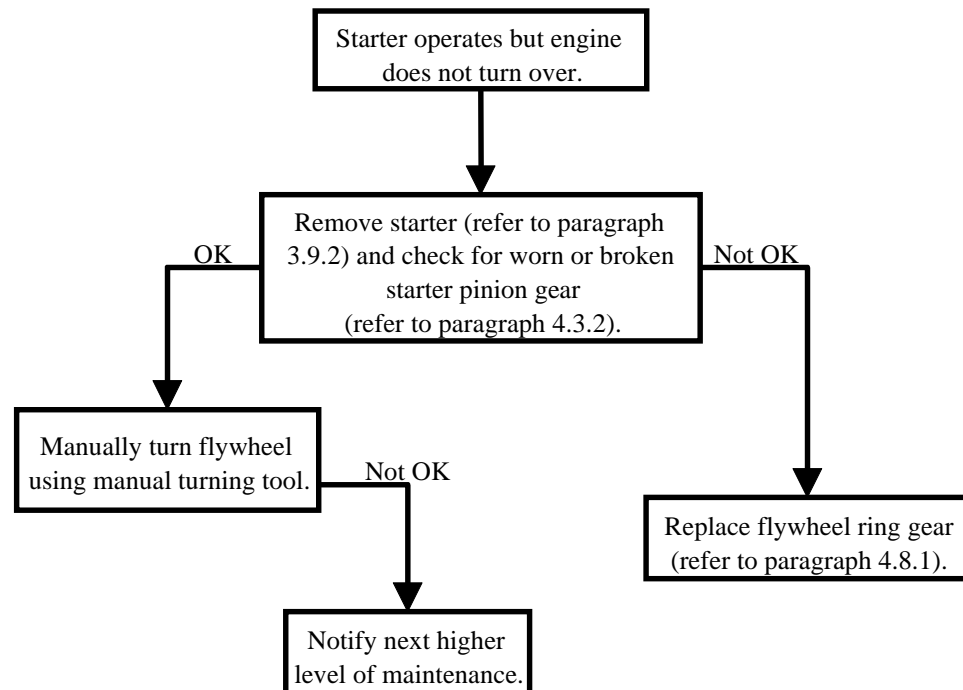 Starter operates but engine
does not turn over.
Remove starter (refer to paragraph
3.9.2) and check for worn or broken
starter pinion gear
(refer to paragraph 4.3.2).
OK
Not OK
Manually turn flywheel
using manual turning tool.
Not OK
Replace flywheel ring gear
(refer to paragraph 4.8.1).
Notify next higher
level of maintenance.